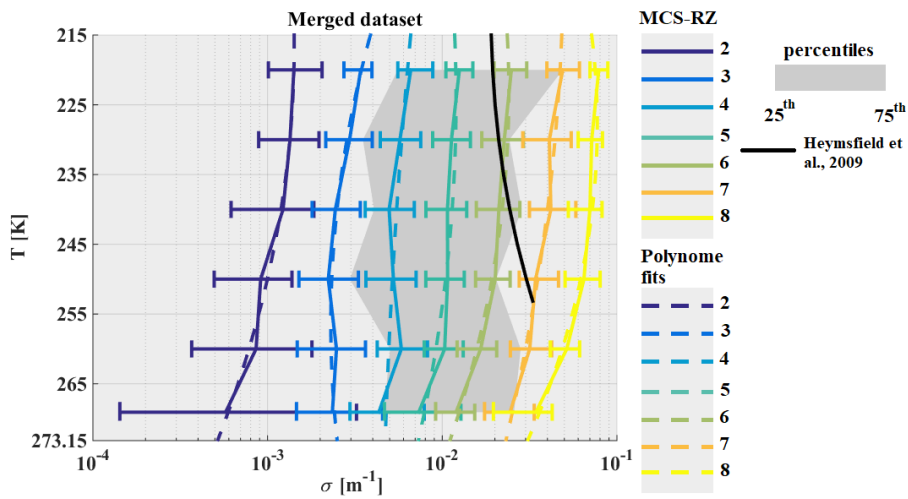 Merged dataset
215
225
235
245
255
265
273.15
T [K]
10-4
10-3
10-2
10-1
σ [m-1]
MCS-RZ
2
3
4
5
6
7
8
Polynome
fits
2
3
4
5
6
7
8
percentiles
25th
75th
Heymsfield et
al., 2009